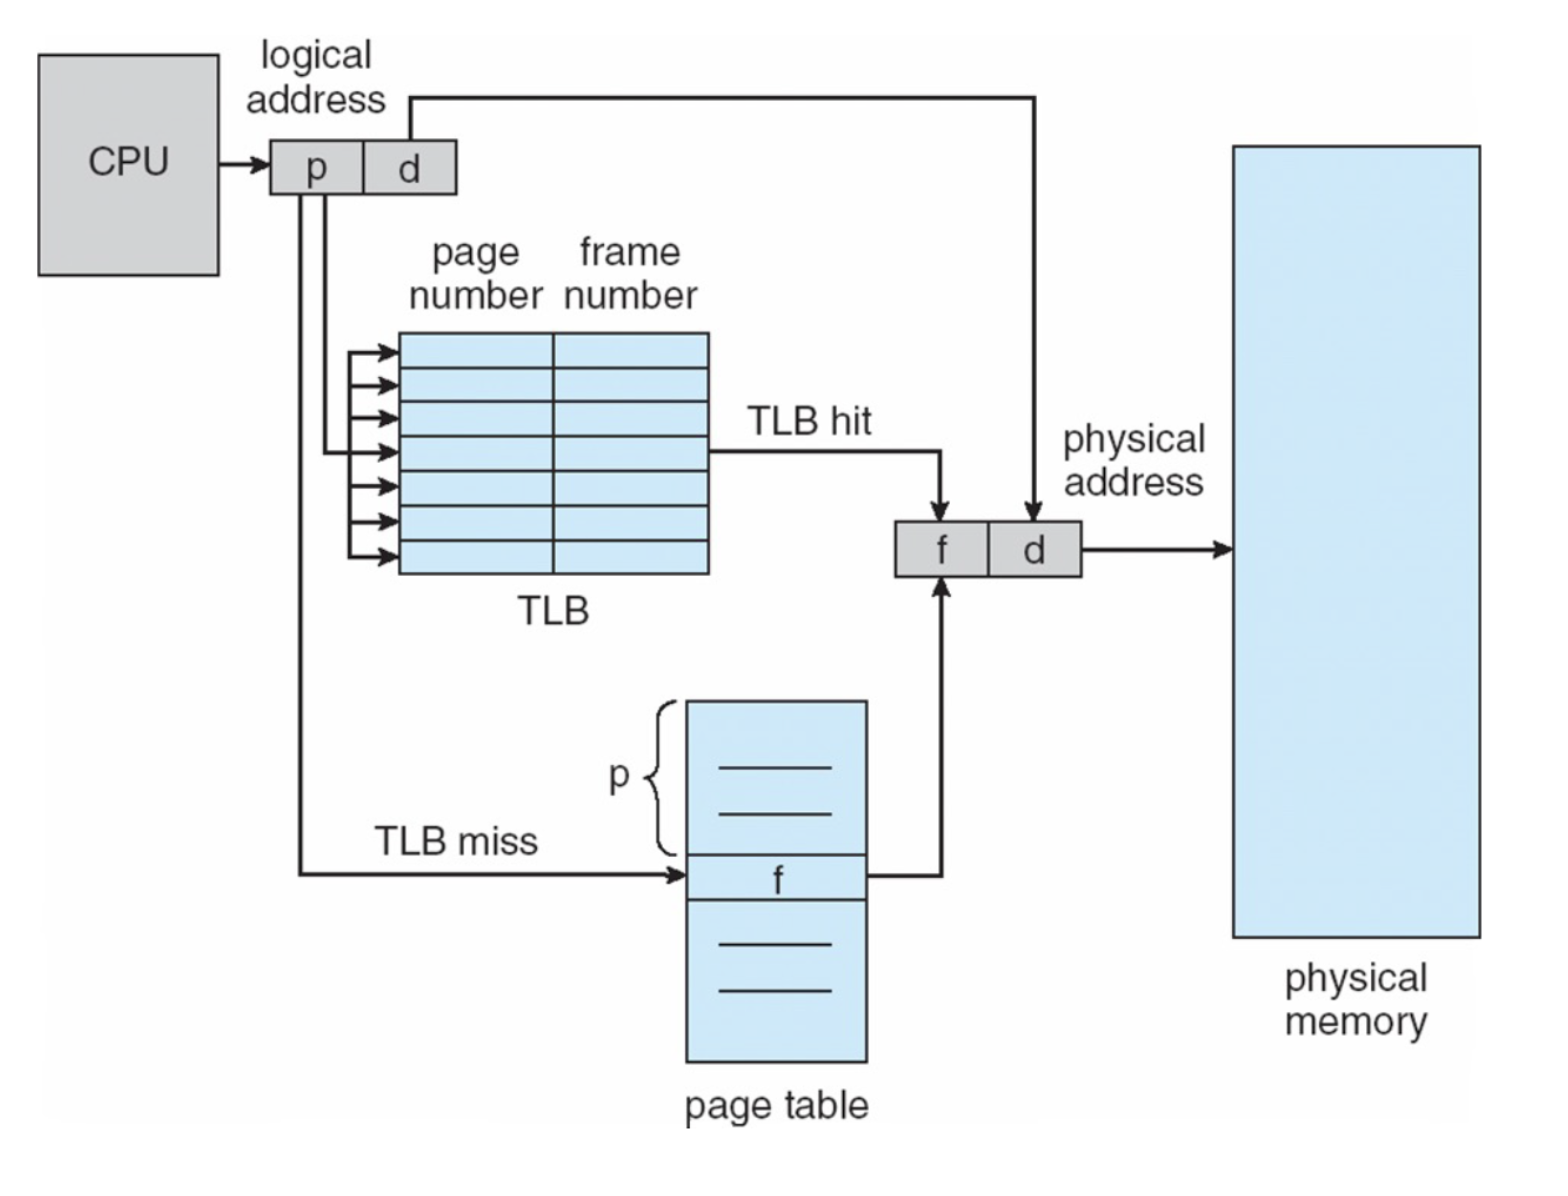 logical
address
CPU
p
d
page
number
frame
number
TLB hit
physical
address
f
d
TLB
p
TLB miss
f
physical
memory
page table